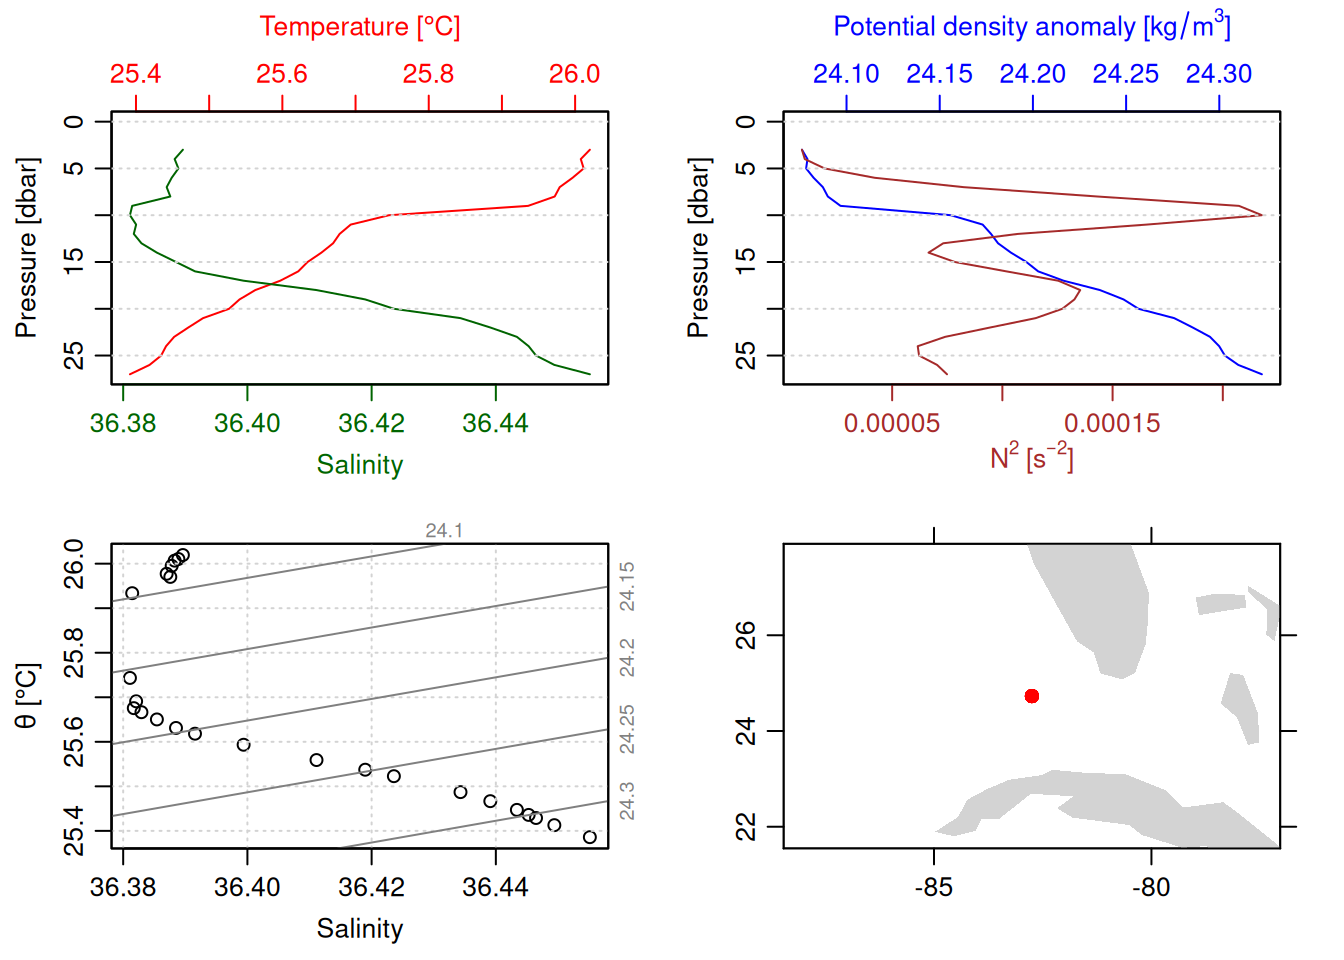 Temperature [°C]
25.4 25.6 25.8 26.0
Pressure [dbar]
0
5
15
25
36.38 36.40 36.42 36.44
Salinity
Potential density anomaly [kg/m³]
24.10 24.15 24.20 24.25 24.30
Pressure [dbar]
0
5
15
25
0.00005 0.00015
N² [s⁻²]
24.1
θ [°C]
26.0
25.8
25.6
25.4
24.15
24.2
24.25
24.3
36.38 36.40 36.42 36.44
Salinity
26
24
22
-85 -80